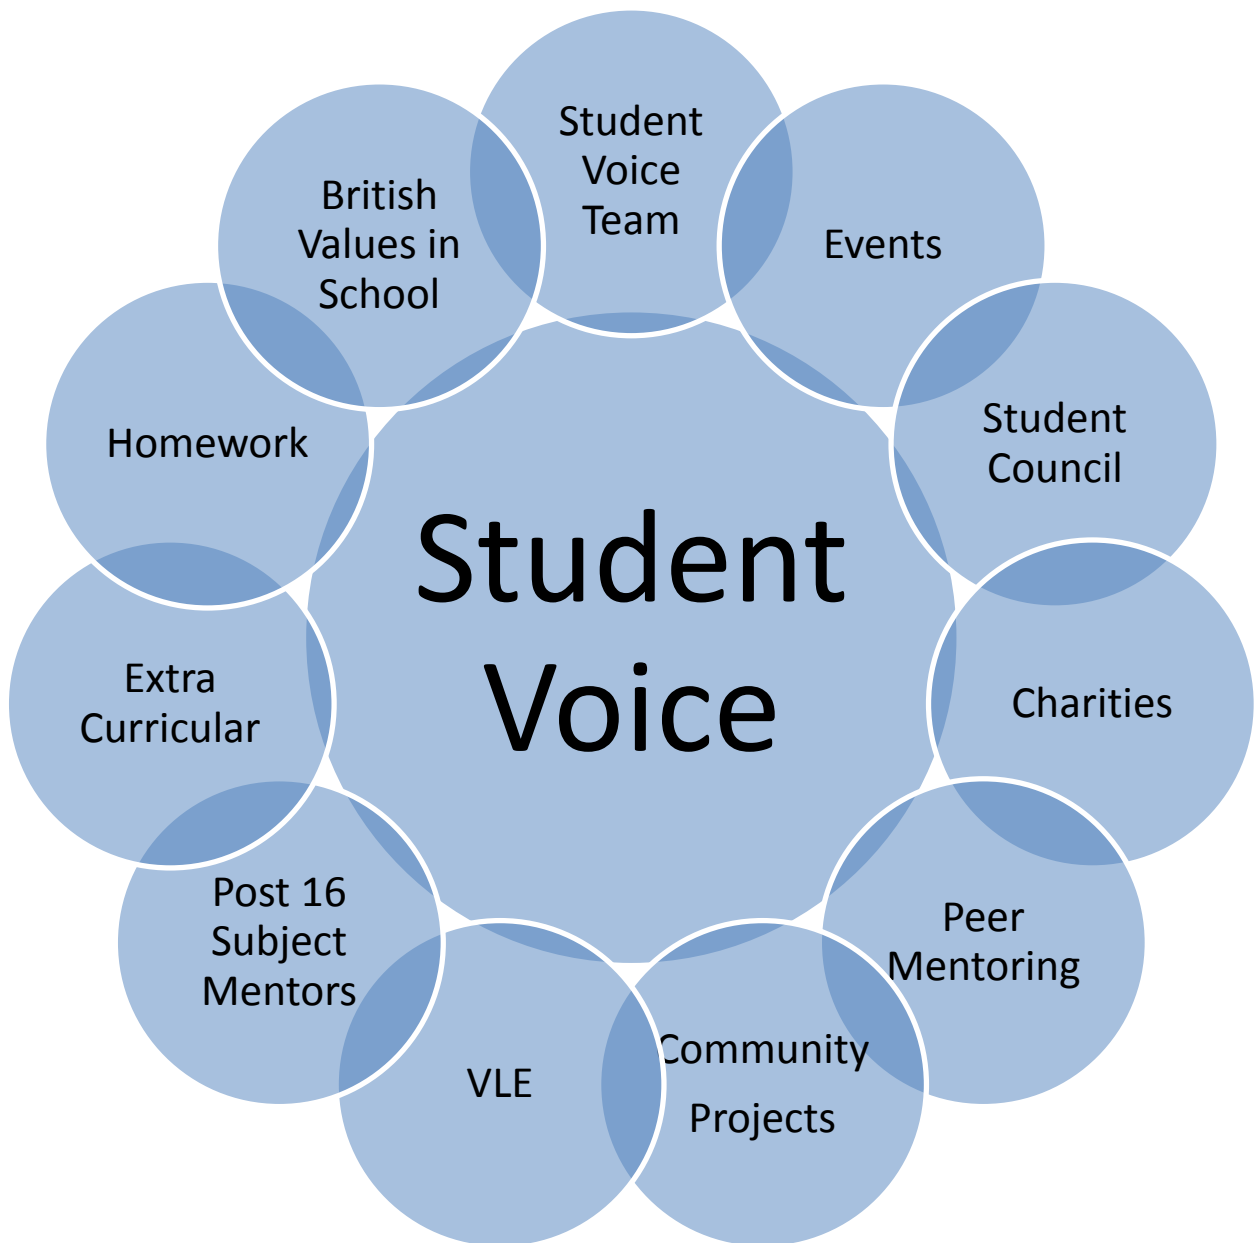 Student
Voice
Team
Events
Student
Council
Charities
Peer
Mentoring
Community
Projects
VLE
Post 16
Subject
Mentors
Extra
Curricular
Homework
British
Values in
School
Student
Voice